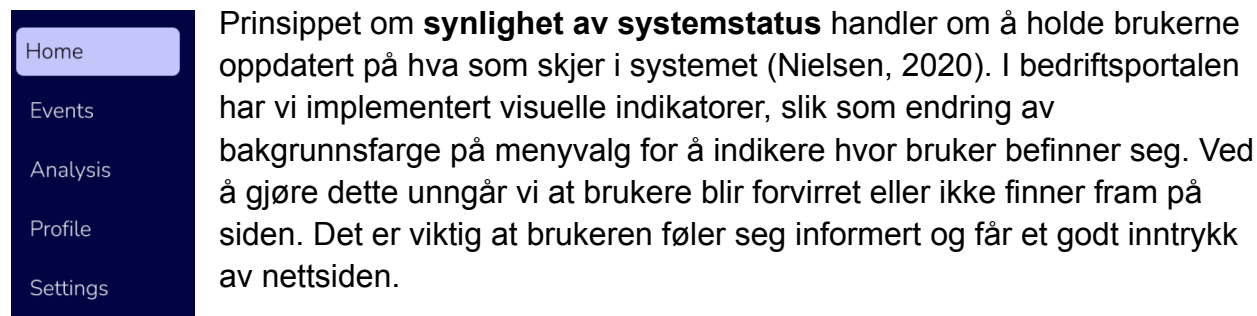 Home
Events
Analysis
Profile
Settings
Prinsippet om synlighet av systemstatus handler om å holde brukerne
oppdatert på hva som skjer i systemet (Nielsen, 2020). I bedriftsportalen
har vi implementert visuelle indikatorer, slik som endring av
bakgrunnsfarge på menyvalg for å indikere hvor bruker befinner seg. Ved
å gjøre dette unngår vi at brukere blir forvirret eller ikke finner fram på
siden. Det er viktig at brukeren føler seg informert og får et godt inntrykk
av nettsiden.